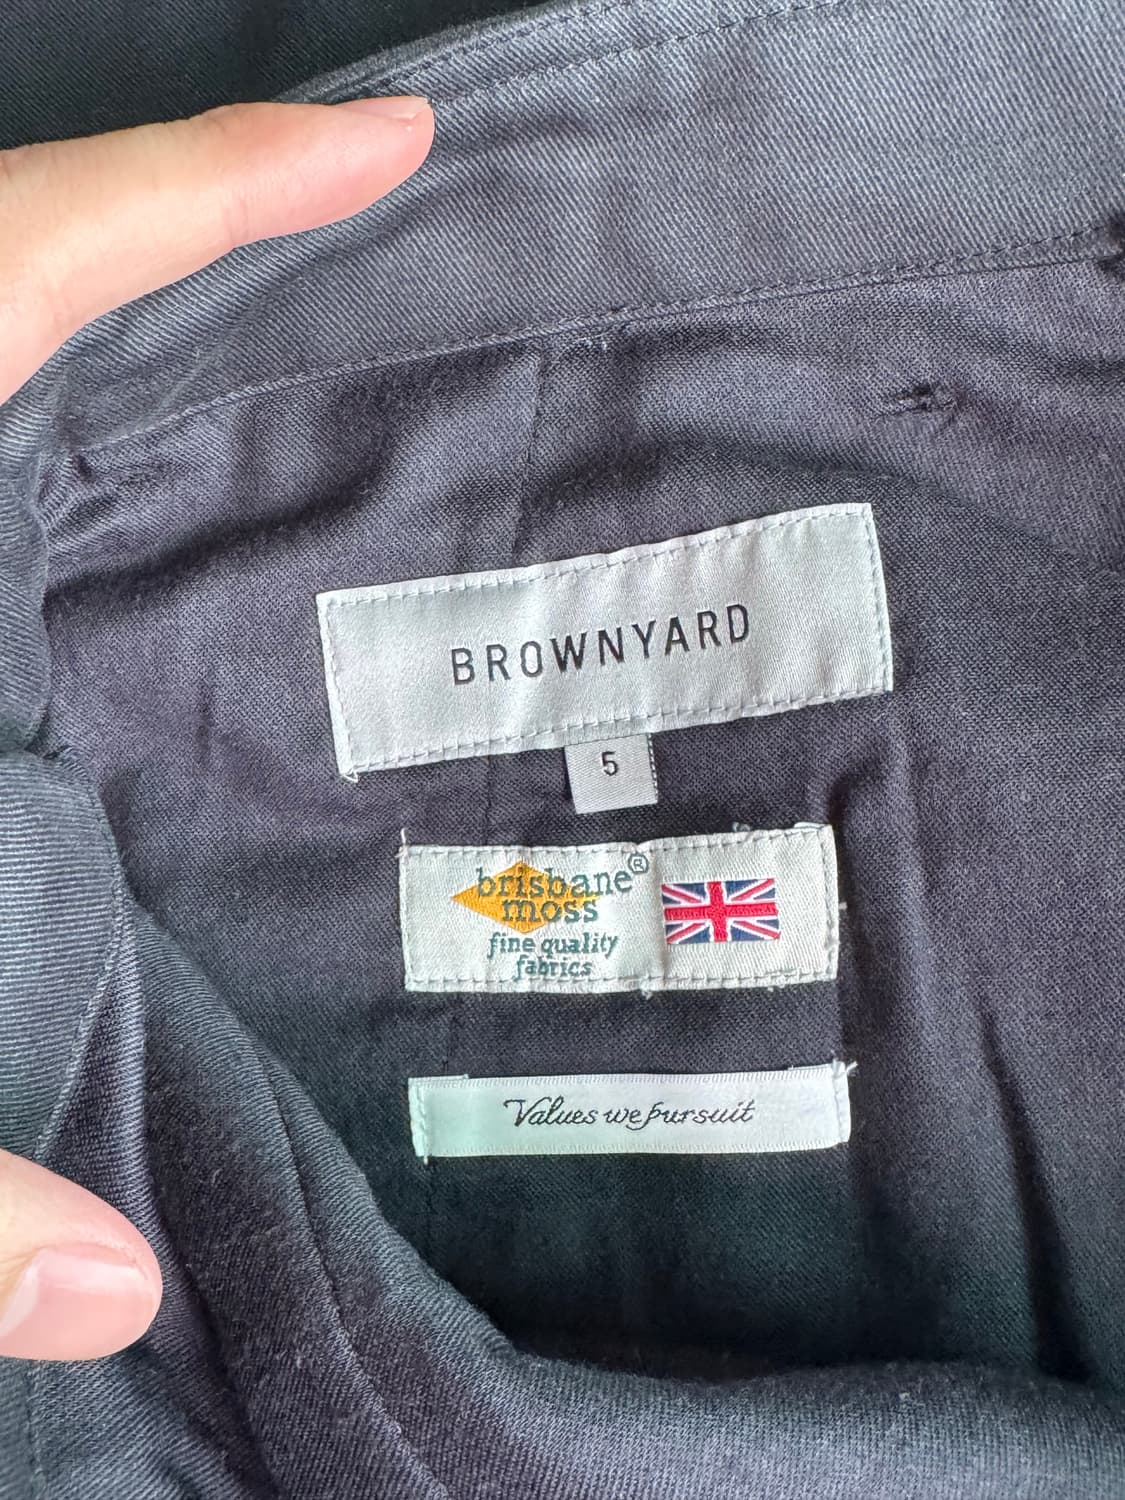 BROWNYARD
5
brisbane®
moss
fine quality
fabrics
Values we pursuit